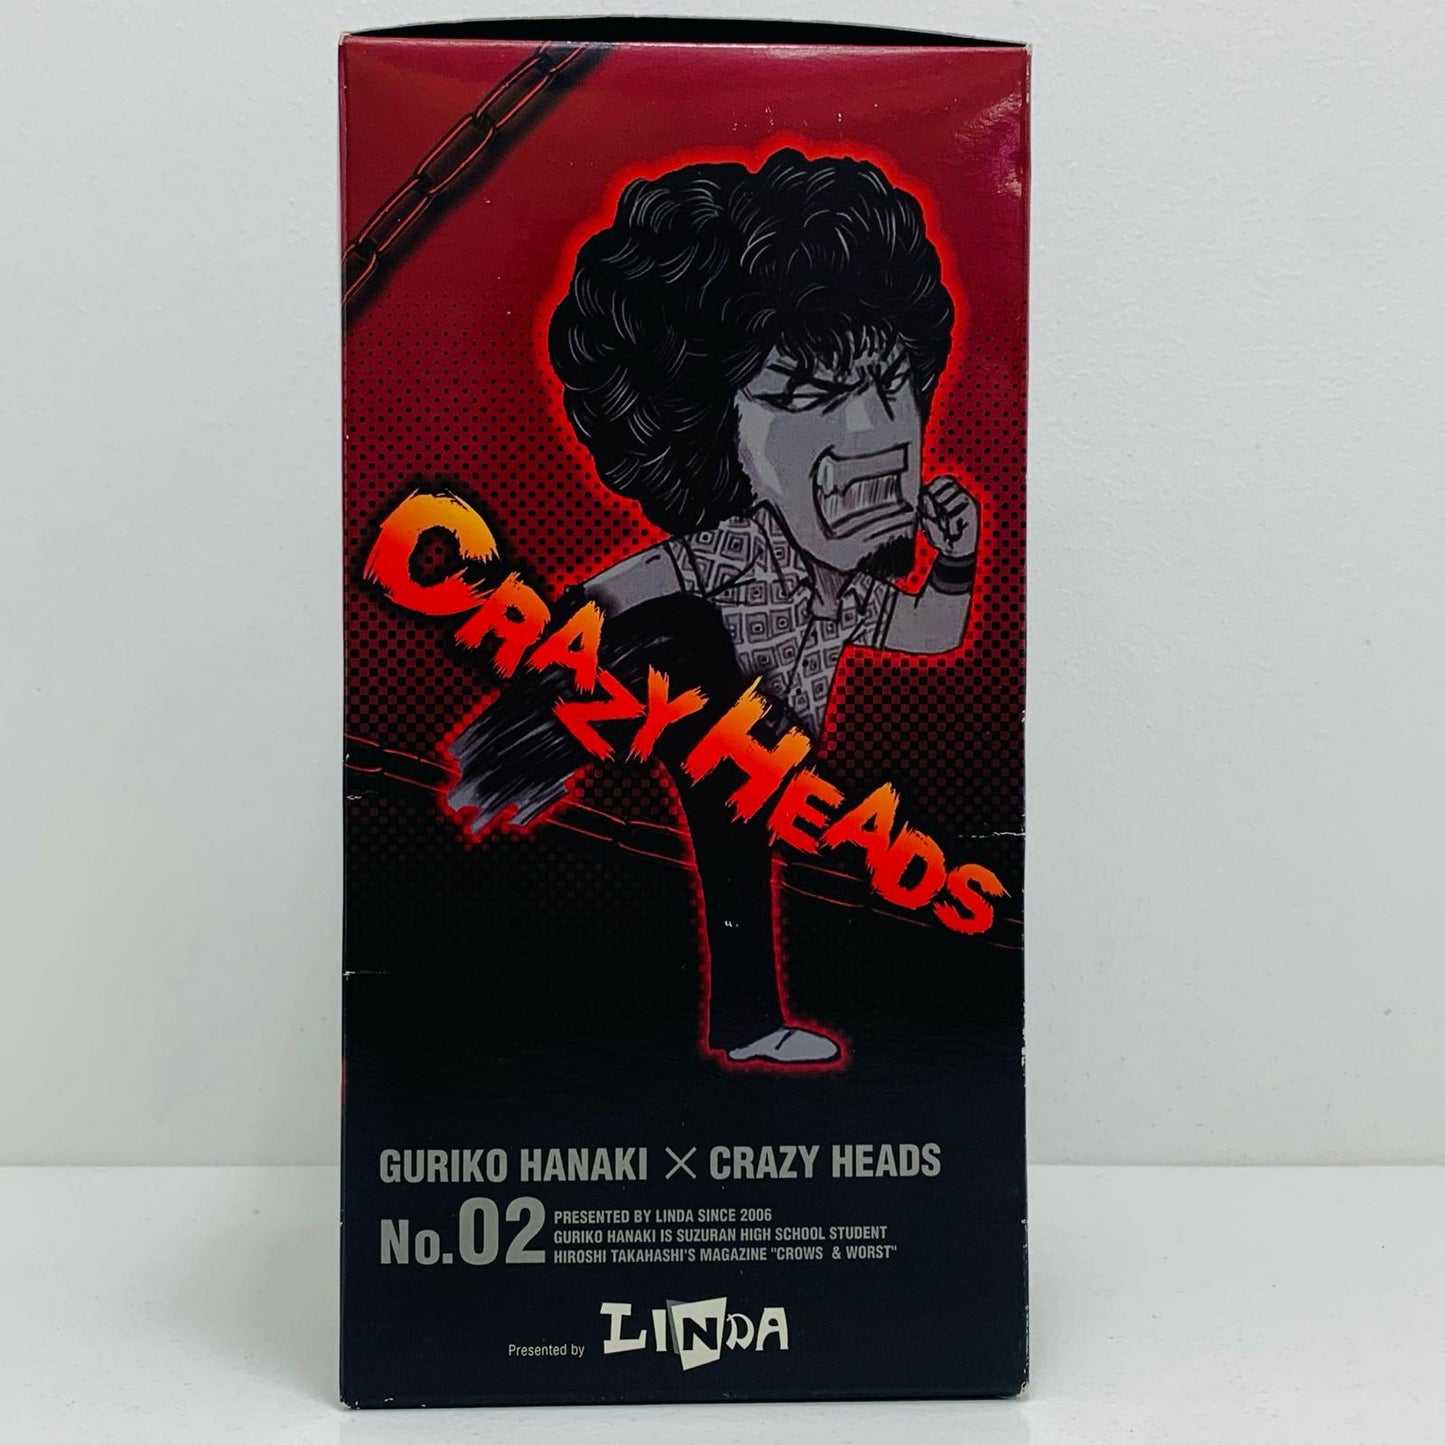 CRAZY HEADS
GURIKO HANAKI × CRAZY HEADS
No.02
PRESENTED BY LINDA SINCE 2006
GURIKO HANAKI IS SUZURAN HIGH SCHOOL STUDENT
HIROSHI TAKAHASHI'S MAGAZINE "CROWS & WORST"
Presented by LINDA